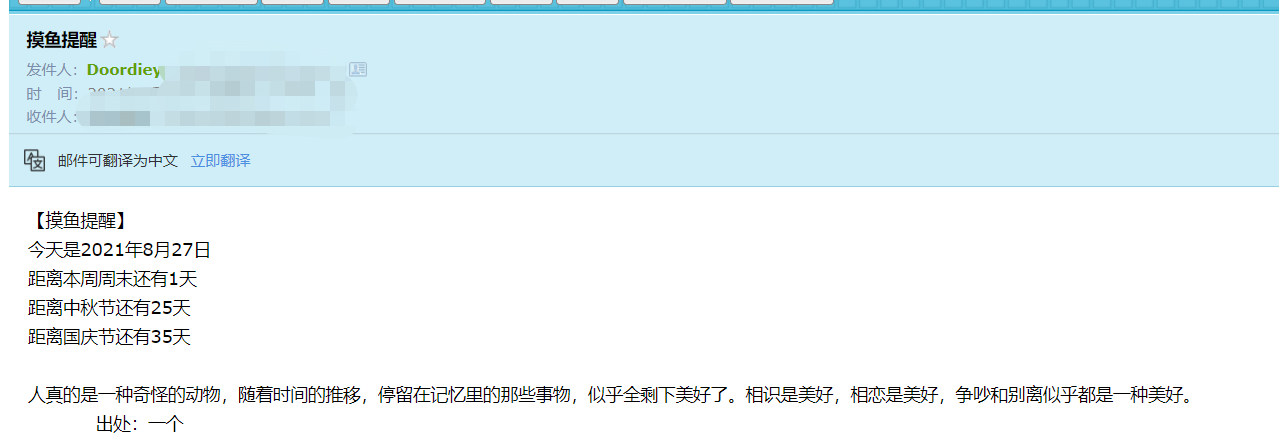 摸鱼提醒
发件人：Doordiey
时 间：
收件人：
邮件可翻译为中文 立即翻译
【摸鱼提醒】
今天是2021年8月27日
距离本周周末还有1天
距离中秋节还有25天
距离国庆节还有35天
人真的是一种奇怪的动物，随着时间的推移，停留在记忆里的那些事物，似乎全剩下美好了。相识是美好，相恋是美好，争吵和别离似乎都是一种美好。
出处：一个